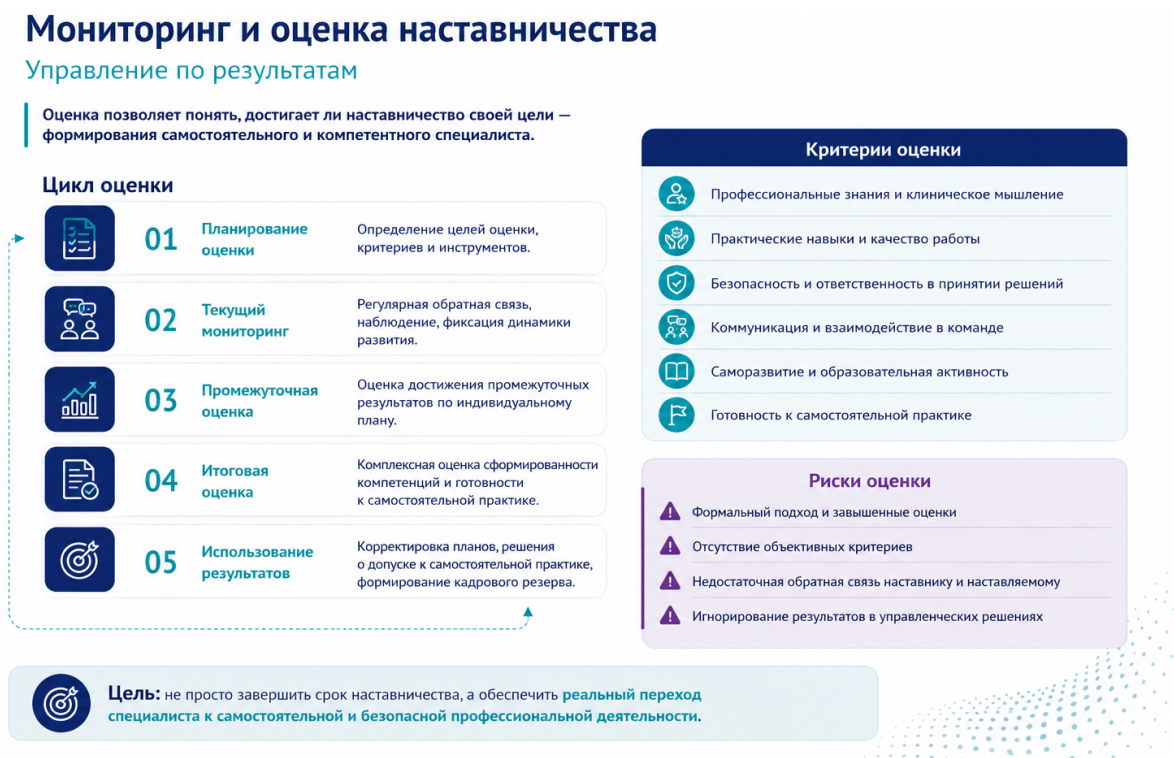 Мониторинг и оценка наставничества
Управление по результатам
Оценка позволяет понять, достигает ли наставничество своей цели —
формирования самостоятельного и компетентного специалиста.
Цикл оценки
01
Планирование
оценки
Определение целей оценки,
критериев и инструментов.
02
Текущий
мониторинг
Регулярная обратная связь,
наблюдение, фиксация динамики
развития.
03
Промежуточная
оценка
Оценка достижения промежуточных
результатов по индивидуальному
плану.
04
Итоговая
оценка
Комплексная оценка сформированности
компетенций и готовности
к самостоятельной практике.
05
Использование
результатов
Корректировка планов, решения
о допуске к самостоятельной практике,
формирование кадрового резерва.
Критерии оценки
Профессиональные знания и клиническое мышление
Практические навыки и качество работы
Безопасность и ответственность в принятии решений
Коммуникация и взаимодействие в команде
Саморазвитие и образовательная активность
Готовность к самостоятельной практике
Риски оценки
Формальный подход и завышенные оценки
Отсутствие объективных критериев
Недостаточная обратная связь наставнику и наставляемому
Игнорирование результатов в управленческих решениях
Цель: не просто завершить срок наставничества, а обеспечить реальный переход
специалиста к самостоятельной и безопасной профессиональной деятельности.